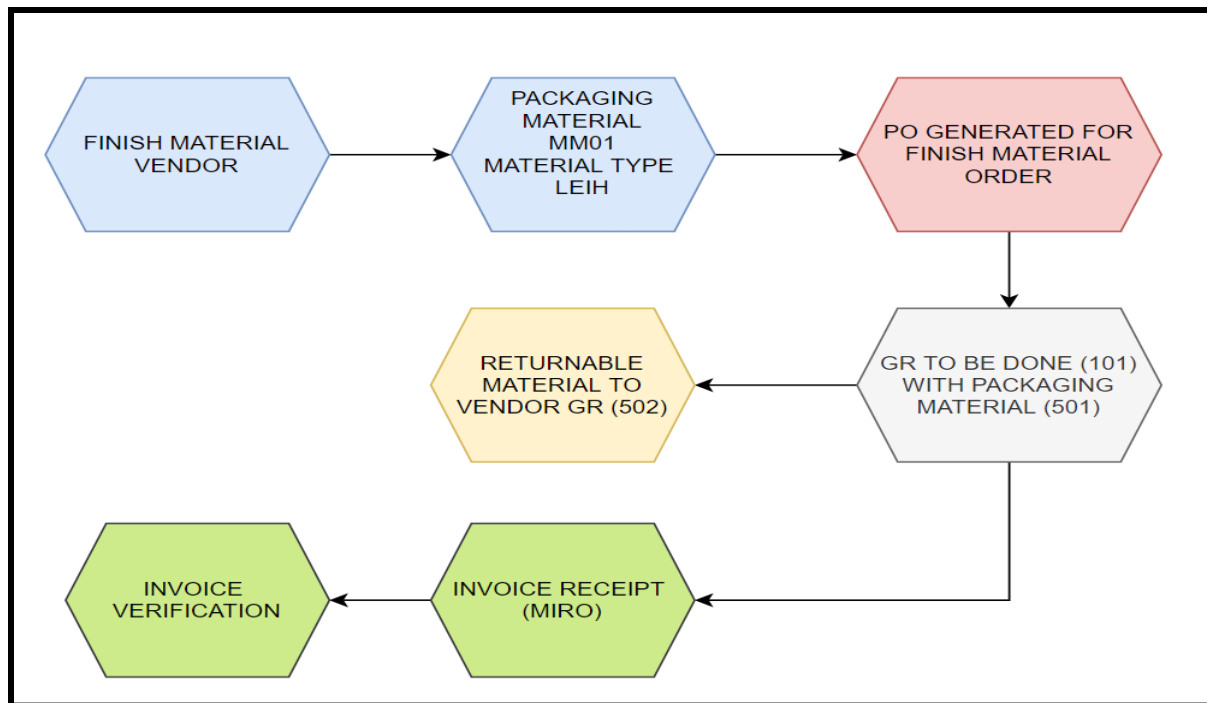 FINISH MATERIAL
VENDOR
PACKAGING
MATERIAL
MM01
MATERIAL TYPE
LEIH
PO GENERATED FOR
FINISH MATERIAL
ORDER
RETURNABLE
MATERIAL TO
VENDOR GR (502)
GR TO BE DONE (101)
WITH PACKAGING
MATERIAL (501)
INVOICE
VERIFICATION
INVOICE RECEIPT
(MIRO)